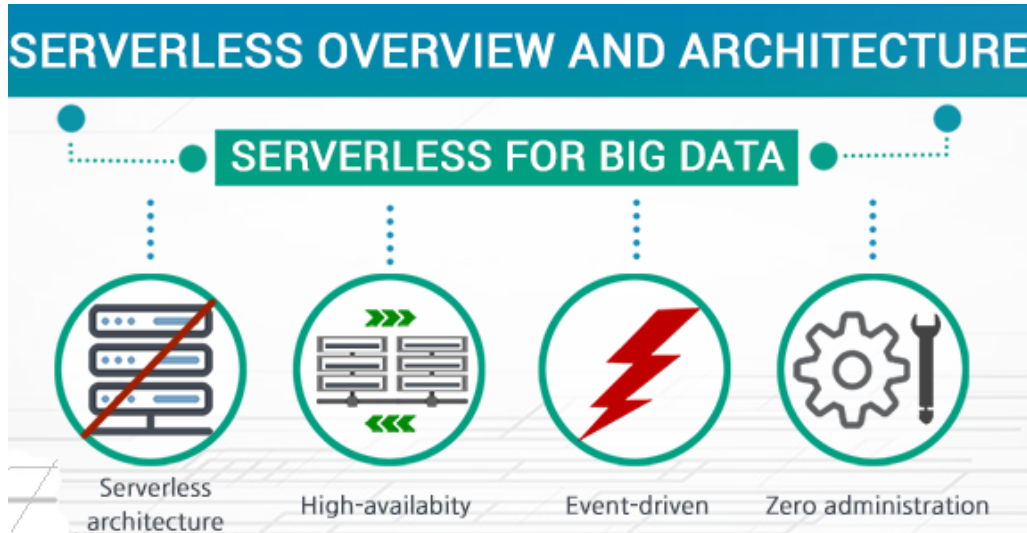 SERVERLESS OVERVIEW AND ARCHITECTURE
SERVERLESS FOR BIG DATA
Serverless
architecture
High-availabity
Event-driven
Zero administration